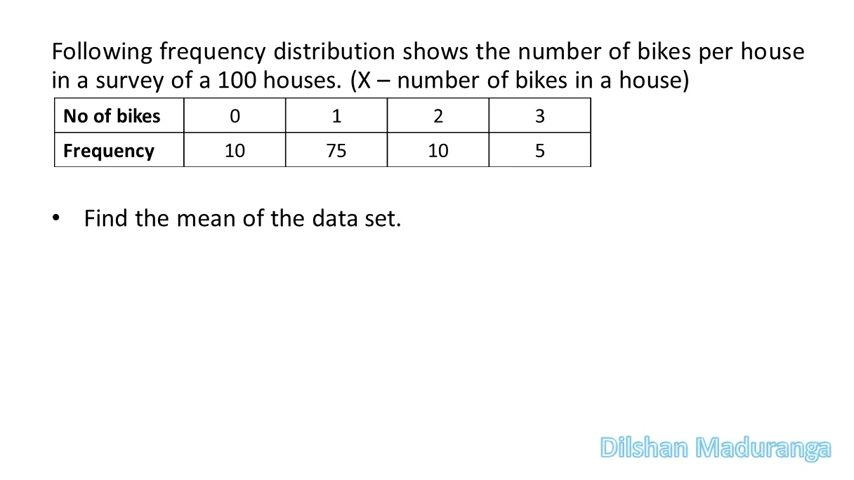 Following frequency distribution shows the number of bikes per house
in a survey of a 100 houses. (X – number of bikes in a house)
No of bikes 0 1 2 3
Frequency 10 75 10 5
• Find the mean of the data set.
Dilshan Maduranga